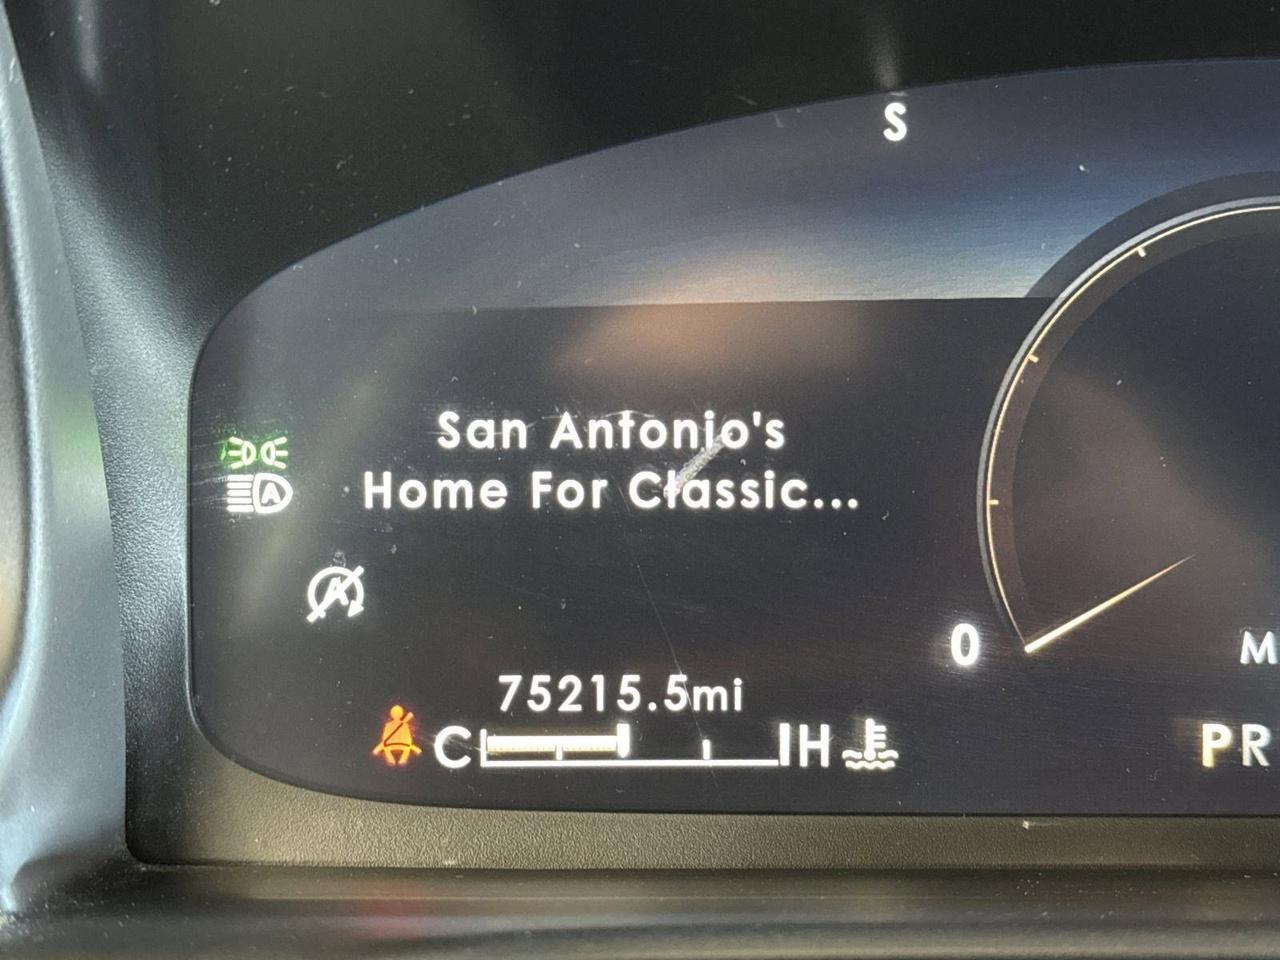 S
San Antonio's
Home For Classic...
A
A
0
M
75215.5mi
C H
PR